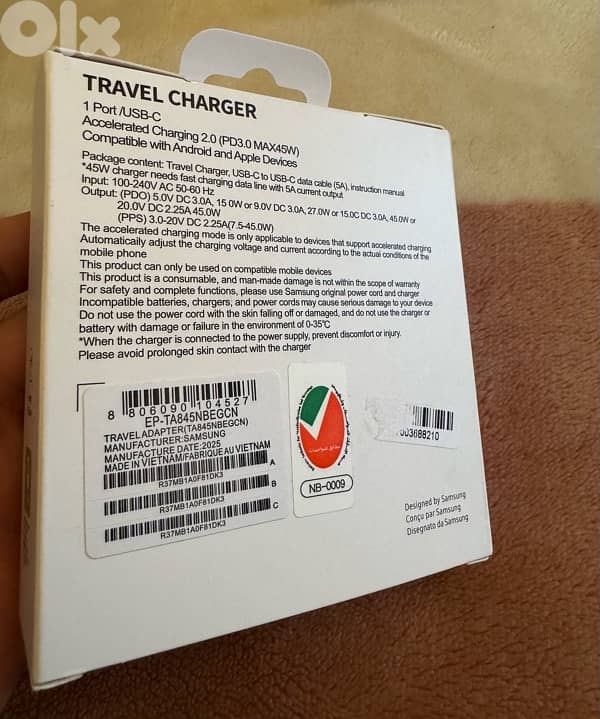 Olx
TRAVEL CHARGER
1 Port /USB-C
Accelerated Charging 2.0 (PD3.0 MAX45W)
Compatible with Android and Apple Devices
Package content: Travel Charger, USB-C to USB-C data cable (5A), instruction manual
*45W charger needs fast charging data line with 5A current output
Input: 100-240V AC 50-60 Hz
Output: (PDO) 5.0V DC 3.0A, 15 0W or 9.0V DC 3.0A, 27.0W or 15.0C DC 3.0A, 45.0W or
20.0V DC 2.25A 45.0W
(PPS) 3.0-20V DC 2.25A(7.5-45.0W)
The accelerated charging mode is only applicable to devices that support accelerated charging
Automatically adjust the charging voltage and current according to the actual conditions of the
mobile phone
This product can only be used on compatible mobile devices
This product is a consumable, and man-made damage is not within the scope of warranty
For safety and complete functions, please use Samsung original power cord and charger
Incompatible batteries, chargers, and power cords may cause serious damage to your device
Do not use the power cord with the skin falling off or damaged, and do not use the charger or
battery with damage or failure in the environment of 0-35℃
*When the charger is connected to the power supply, prevent discomfort or injury.
Please avoid prolonged skin contact with the charger
8 806090 104527
EP-TA845NBEGCN
TRAVEL ADAPTER(TA845NBEGCN)
MANUFACTURER:SAMSUNG
MANUFACTURE DATE:2025
MADE IN VIETNAM/FABRIQUE AU VIETNAM
A
R37MB1A0F81DK3
B
R37MB1A0F81DK3
C
R37MB1A0F81DK3
NB-0009
003688210
Designed by Samsung
Conçu par Samsung
Disegnato da Samsung